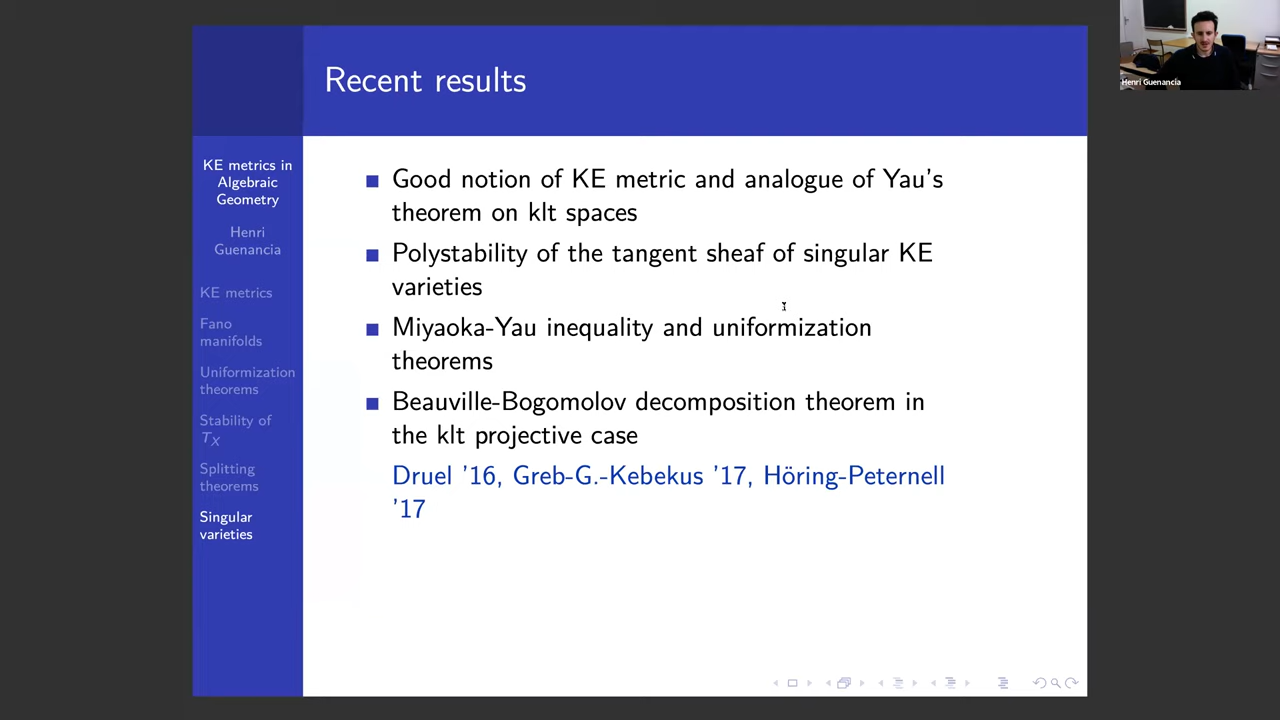 Recent results
KE metrics in
Algebraic
Geometry
Henri
Guenancia
KE metrics
Fano
manifolds
Uniformization
theorems
Stability of
T_X
Splitting
theorems
Singular
varieties
Good notion of KE metric and analogue of Yau's
theorem on klt spaces
Polystability of the tangent sheaf of singular KE
varieties
Miyaoka-Yau inequality and uniformization
theorems
Beauville-Bogomolov decomposition theorem in
the klt projective case
Druel '16, Greb-G.-Kebekus '17, Höring-Peternell
'17
Henri Guenancia